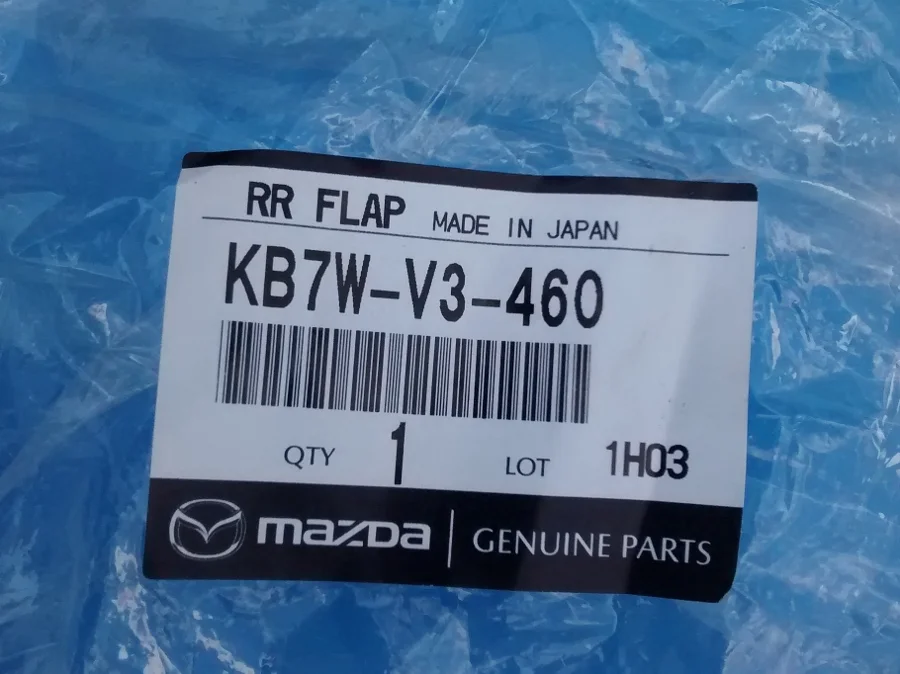 RR FLAP MADE IN JAPAN
KB7W-V3-460
QTY 1 LOT 1H03
mazda GENUINE PARTS